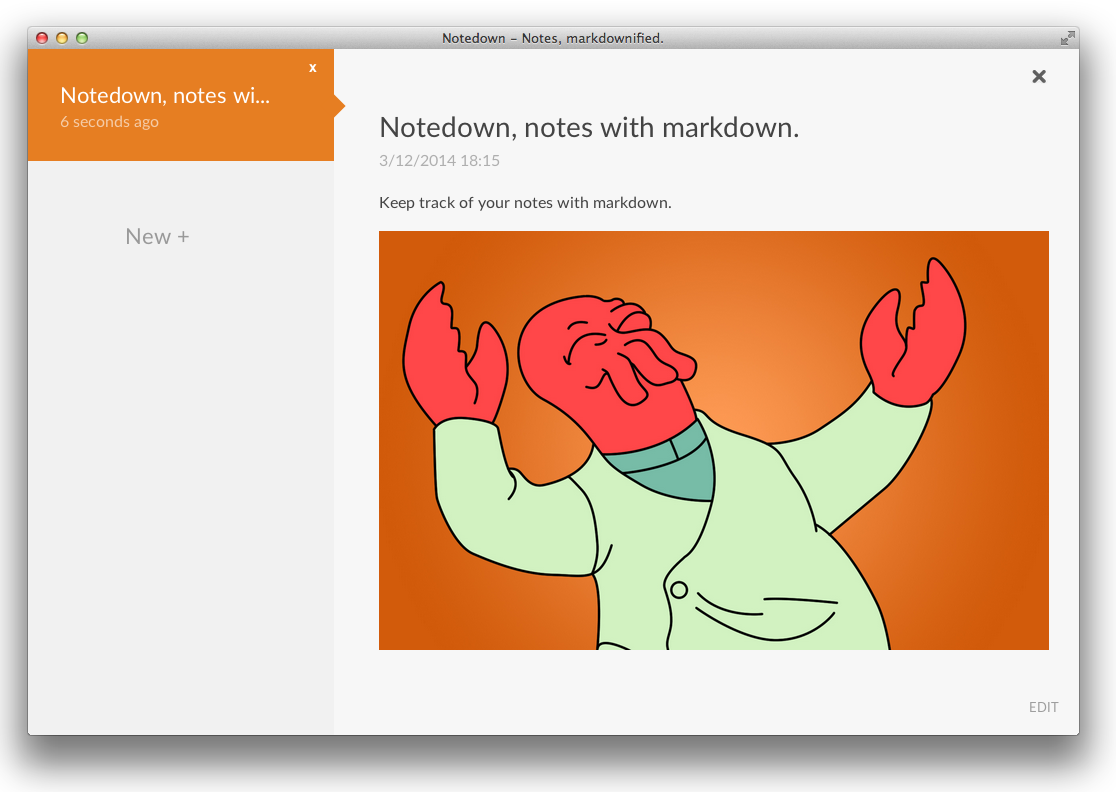 Notedown – Notes, markdownified.
x
Notedown, notes wi...
6 seconds ago
New +
Notedown, notes with markdown.
3/12/2014 18:15
Keep track of your notes with markdown.
EDIT